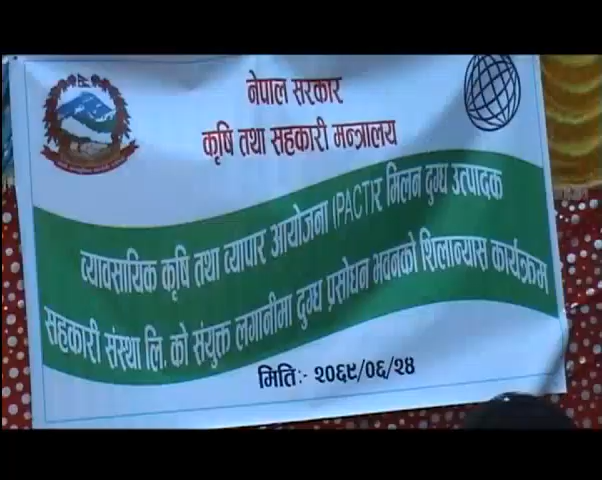 नेपाल सरकार
कृषि तथा सहकारी मन्त्रालय
व्यावसायिक कृषि तथा व्यापार आयोजना (PACT)र मिलन दुग्ध उत्पादक
सहकारी संस्था लि. को संयुक्त लगानीमा दुग्ध प्रसोधन भवनको शिलान्यास कार्यक्रम
मिति:- २०६९/०६/२४